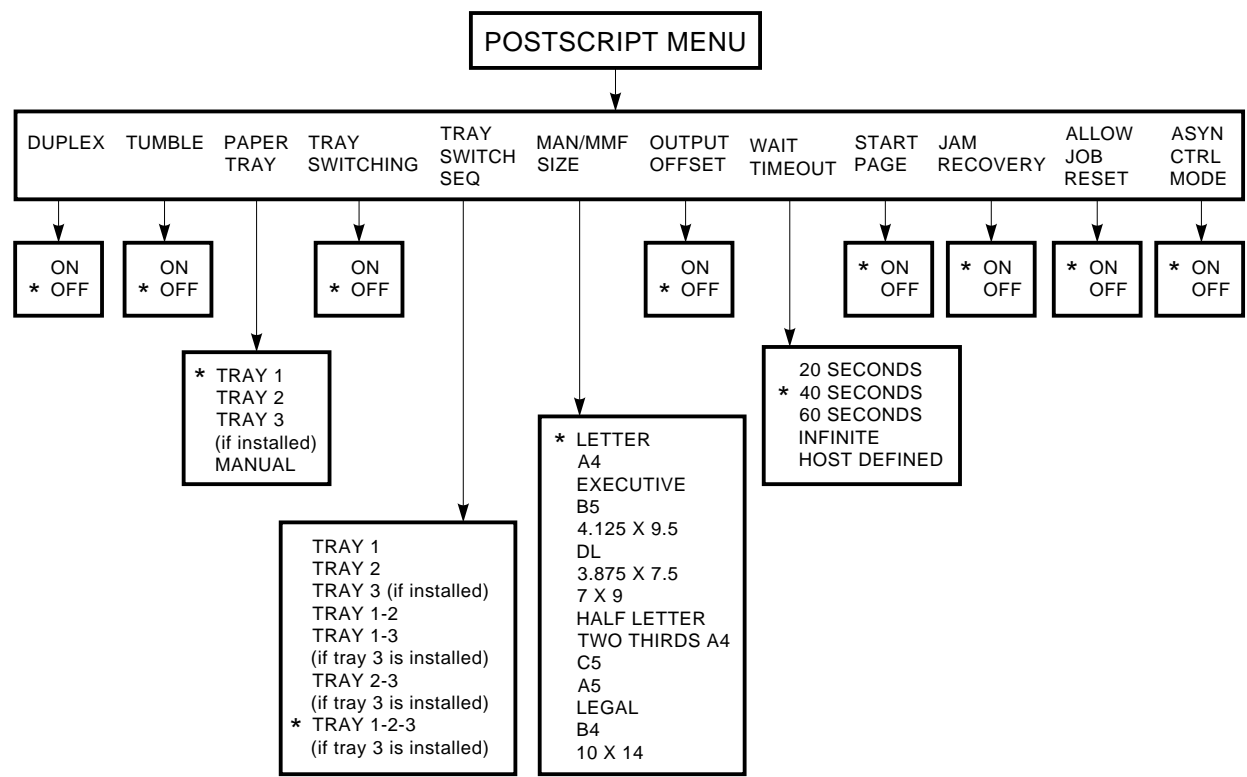 POSTSCRIPT MENU
DUPLEX
TUMBLE
PAPER
TRAY
TRAY
SWITCHING
TRAY
SWITCH
SEQ
MAN/MMF
SIZE
OUTPUT
OFFSET
WAIT
TIMEOUT
START
PAGE
JAM
RECOVERY
ALLOW
JOB
RESET
ASYN
CTRL
MODE
ON
* OFF
ON
* OFF
ON
* OFF
ON
* OFF
* ON
OFF
* ON
OFF
* ON
OFF
* ON
OFF
* TRAY 1
TRAY 2
TRAY 3
(if installed)
MANUAL
20 SECONDS
* 40 SECONDS
60 SECONDS
INFINITE
HOST DEFINED
TRAY 1
TRAY 2
TRAY 3 (if installed)
TRAY 1-2
TRAY 1-3
(if tray 3 is installed)
TRAY 2-3
(if tray 3 is installed)
* TRAY 1-2-3
(if tray 3 is installed)
* LETTER
A4
EXECUTIVE
B5
4.125 X 9.5
DL
3.875 X 7.5
7 X 9
HALF LETTER
TWO THIRDS A4
C5
A5
LEGAL
B4
10 X 14